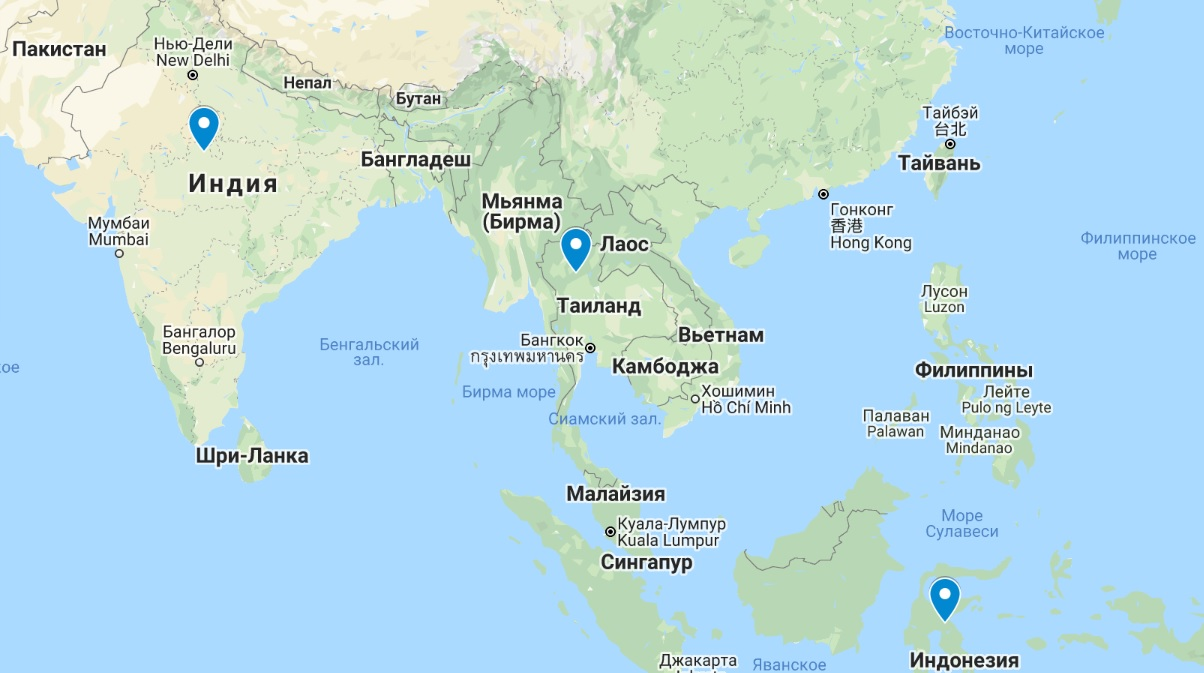 Восточно-Китайское
море
Пакистан
Нью-Дели
New Delhi
Непал
Бутан
Тайбэй
台北
Тайвань
Бангладеш
Индия
Мьянма
(Бирма)
Гонконг
香港
Hong Kong
Мумбаи
Mumbai
Лаос
Филиппинское
море
Лусон
Luzon
Таиланд
Бангалор
Bengaluru
Бенгальский
зал.
Бангкок
กรุงเทพมหานคร
Вьетнам
Камбоджа
ое
Филиппины
Бирма море
Хошимин
Hồ Chí Minh
Лейте
Pulo ng Leyte
Сиамский зал.
Палаван
Palawan
Минданао
Mindanao
Шри-Ланка
Малайзия
Куала-Лумпур
Kuala Lumpur
Море
Сулавеси
Сингапур
Джакарта
Яванское
Индонезия